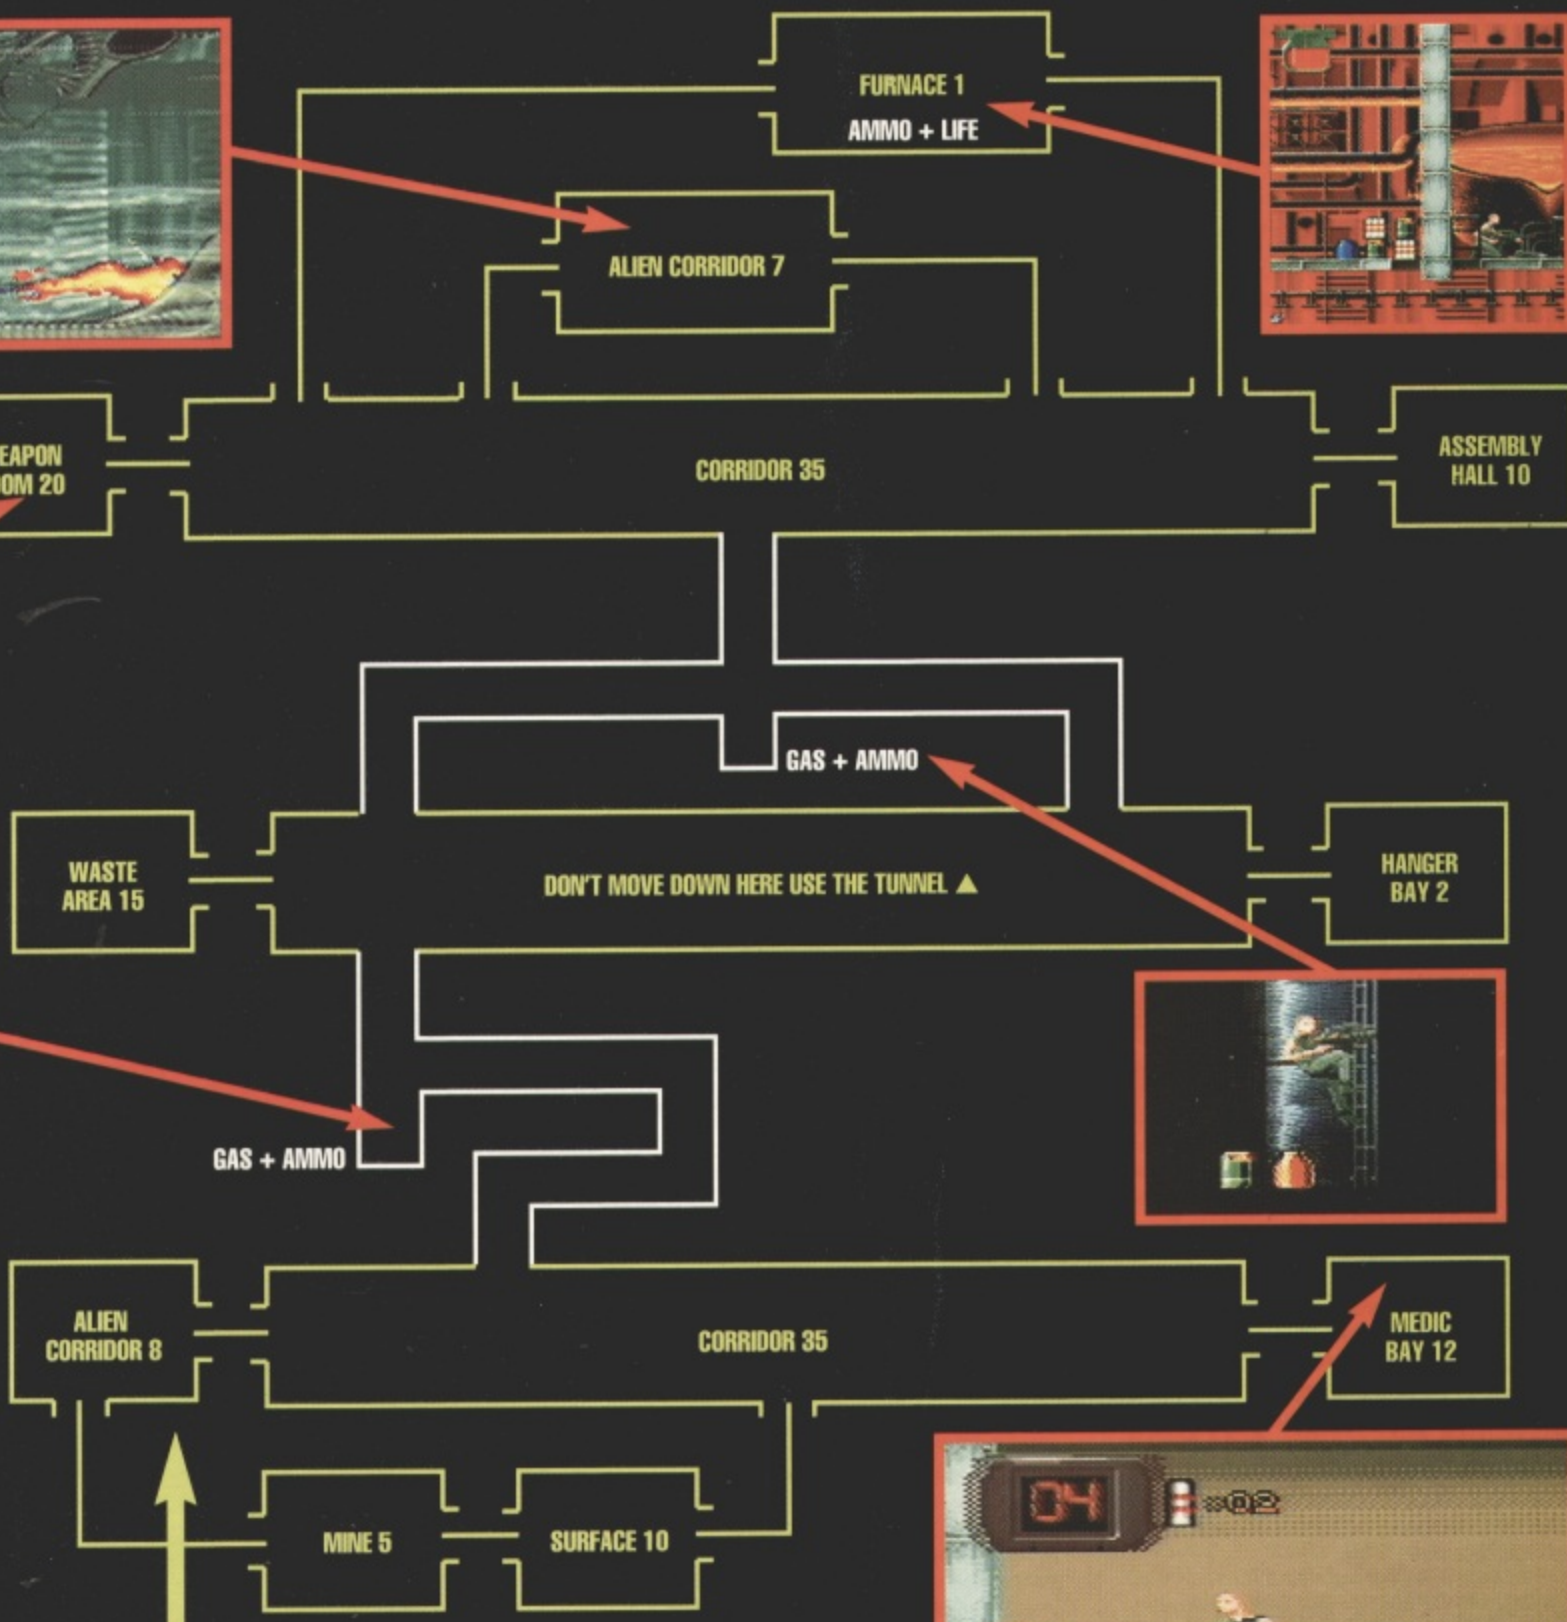 FURNACE 1
AMMO + LIFE
ALIEN CORRIDOR 7
EAPON
OM 20
CORRIDOR 35
ASSEMBLY
HALL 10
GAS + AMMO
WASTE
AREA 15
DON'T MOVE DOWN HERE USE THE TUNNEL ▲
HANGER
BAY 2
GAS + AMMO
ALIEN
CORRIDOR 8
CORRIDOR 35
MEDIC
BAY 12
MINE 5
SURFACE 10
04
×02